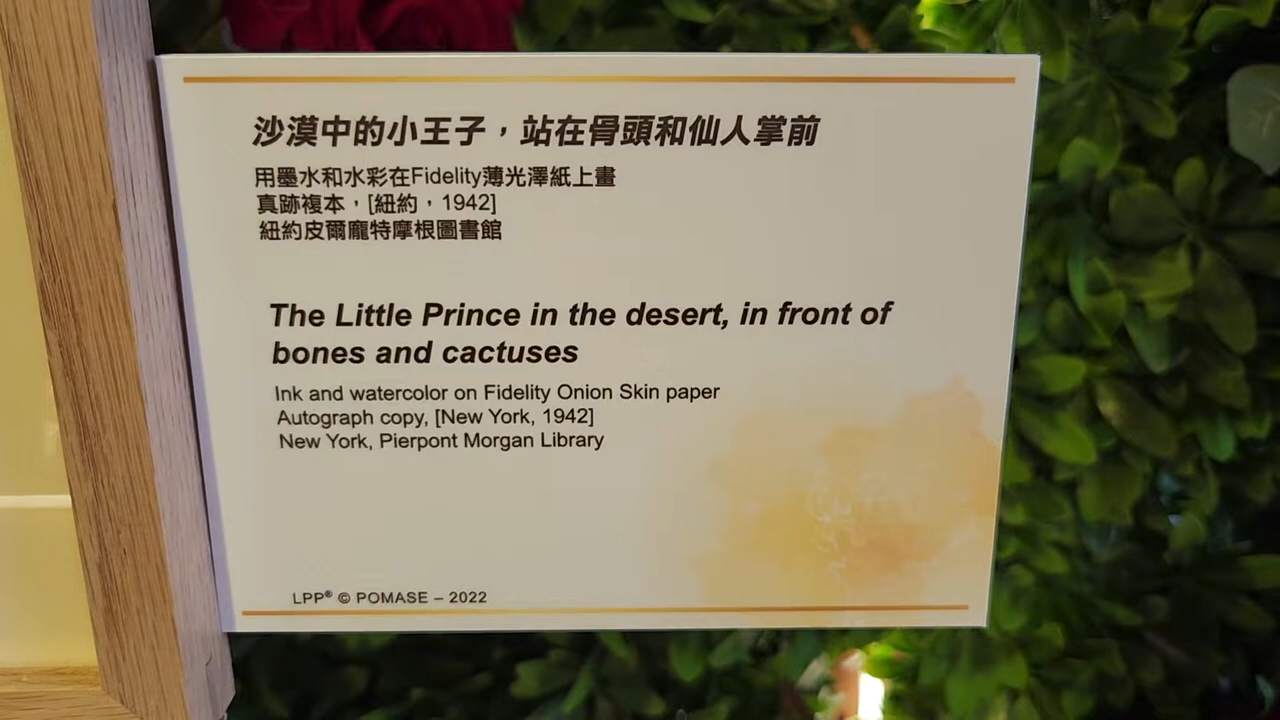 沙漠中的小王子，站在骨頭和仙人掌前
用墨水和水彩在Fidelity薄光澤紙上畫
真跡複本，[紐約，1942]
紐約皮爾龐特摩根圖書館
The Little Prince in the desert, in front of
bones and cactuses
Ink and watercolor on Fidelity Onion Skin paper
Autograph copy, [New York, 1942]
New York, Pierpont Morgan Library
LPP® © POMASE – 2022